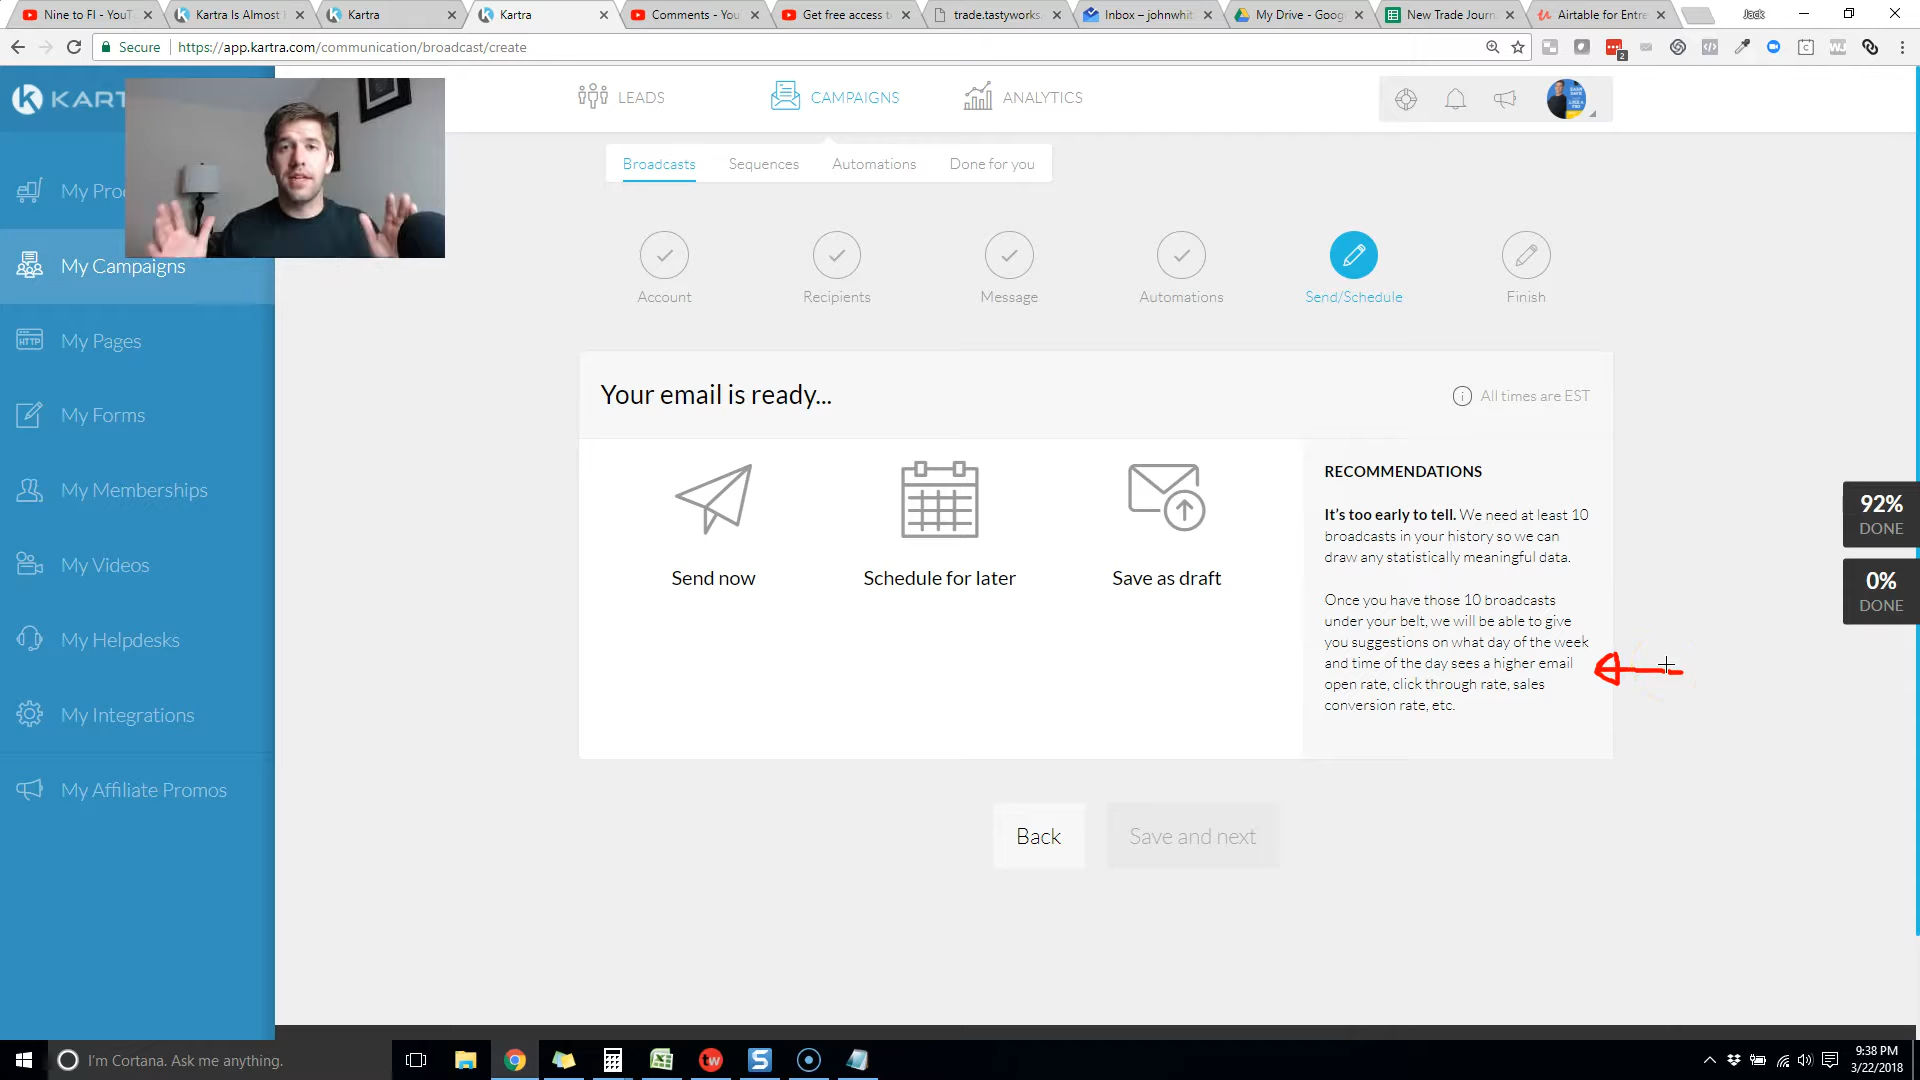 Nine to FI - YouT
Kartra Is Almost
Kartra
Kartra
Comments - You
Get free access t
trade.tastyworks.
Inbox – johnwhit
My Drive - Goog
New Trade Journ
Airtable for Entre
Jack
Secure
https://app.kartra.com/communication/broadcast/create
2
KART
LEADS
CAMPAIGNS
ANALYTICS
Broadcasts
Sequences
Automations
Done for you
My Proc
My Campaigns
My Pages
My Forms
My Memberships
My Videos
My Helpdesks
My Integrations
My Affiliate Promos
Account
Recipients
Message
Automations
Send/Schedule
Finish
Your email is ready...
All times are EST
Send now
Schedule for later
Save as draft
RECOMMENDATIONS
It's too early to tell. We need at least 10
broadcasts in your history so we can
draw any statistically meaningful data.
Once you have those 10 broadcasts
under your belt, we will be able to give
you suggestions on what day of the week
and time of the day sees a higher email
open rate, click through rate, sales
conversion rate, etc.
92%
DONE
0%
DONE
Back
Save and next
I'm Cortana. Ask me anything.
tw
S
9:38 PM
3/22/2018